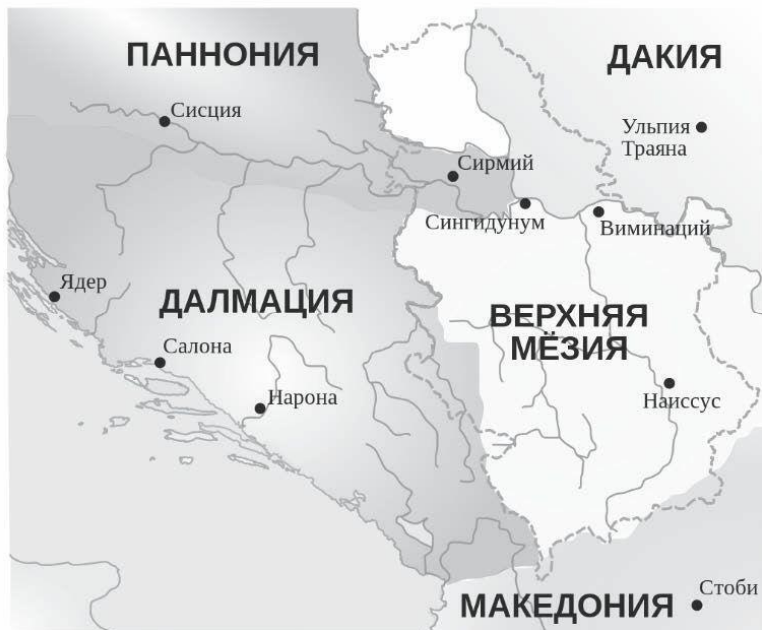 ПАННОНИЯ
ДАКИЯ
Сисция
Ульпия
Траяна
Сирмий
Сингидунум
Виминаций
Ядер
ДАЛМАЦИЯ
ВЕРХНЯЯ
МЁЗИЯ
Салона
Нарона
Наиссус
Стоби
МАКЕДОНИЯ